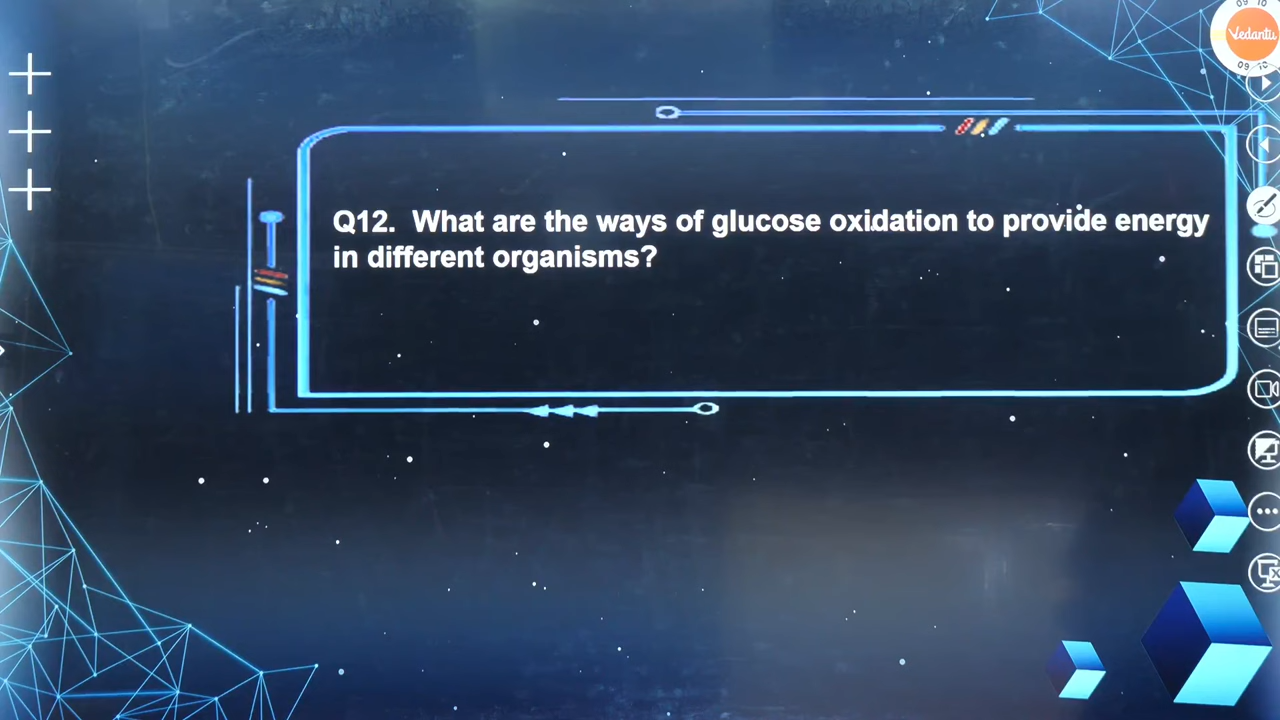 Vedantu
Q12. What are the ways of glucose oxidation to provide energy
in different organisms?